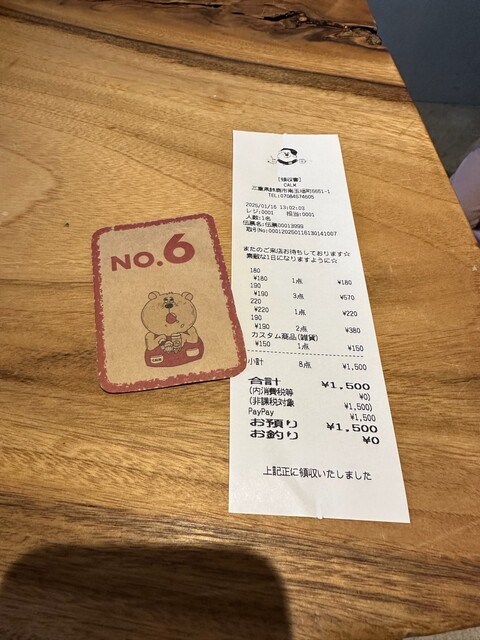 NO.6
[領収書]
CALM
三重県鈴鹿市南玉垣町6651-1
TEL:07084574605
2025/01/16 13:02:03
レジ:0001 担当:0001
人数:1名
伝票名:伝票00013999
取引No:00012025011613014​1007
またのご来店お待ちしております☆
素敵な1日になりますように☆
180
¥180 1点 ¥180
190
¥190 3点 ¥570
220
¥220 1点 ¥220
190
¥190 2点 ¥380
カスタム商品(雑貨)
¥150 1点 ¥150
小計 8点 ¥1,500
合計 ¥1,500
(内消費税等 ¥0)
(非課税対象 ¥1,500)
PayPay ¥1,500
お預り ¥1,500
お釣り ¥0
上記正に領収いたしました